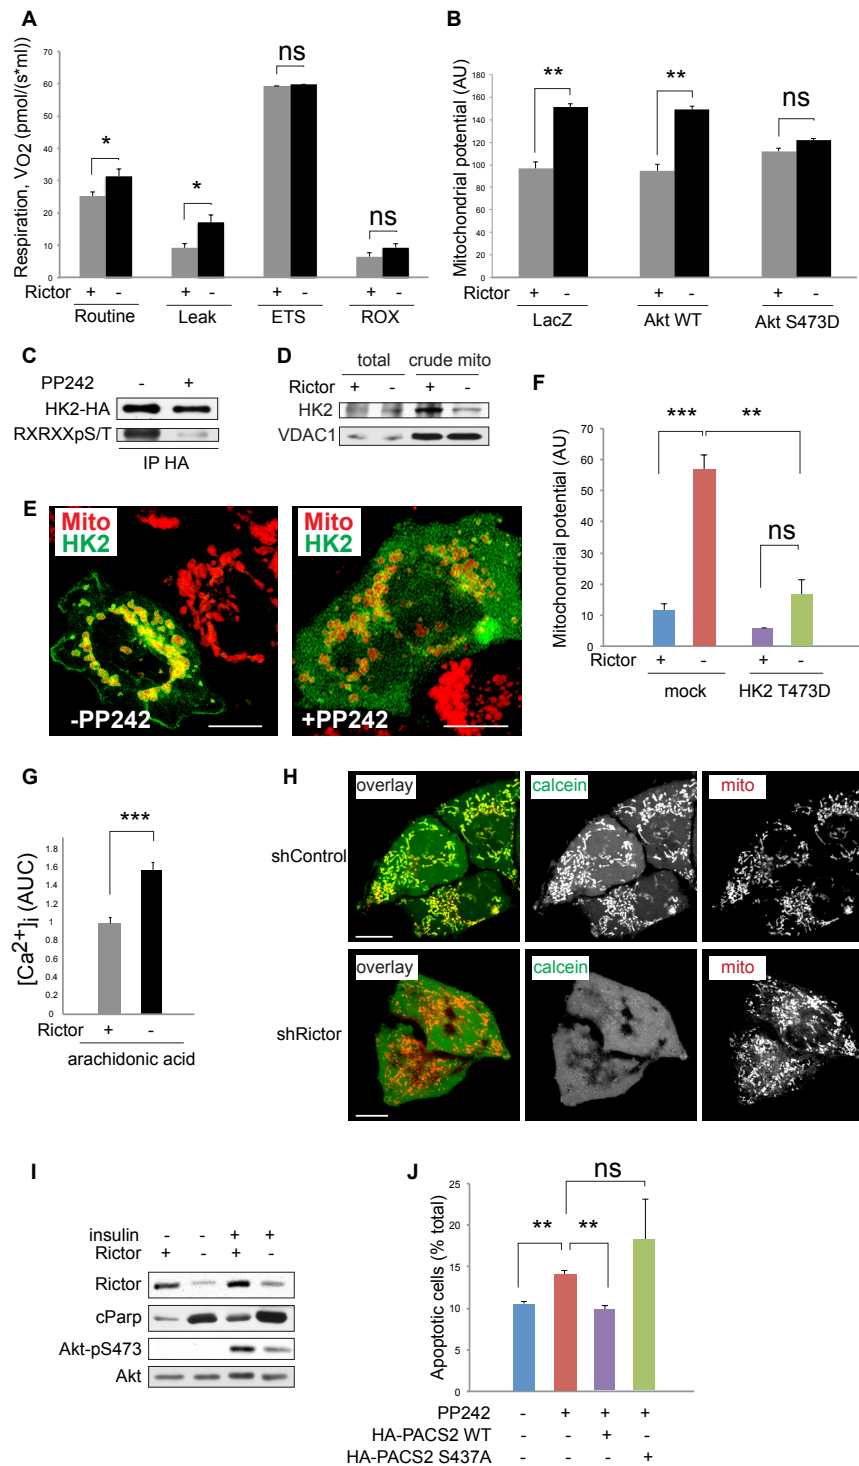 A
Respiration, VO2 (pmol/(s*ml))
70
60
50
40
30
20
10
0
*
*
ns
ns
Rictor + - + - + - + -
Routine Leak ETS ROX
B
Mitochondrial potential (AU)
180
160
140
120
100
80
60
40
20
0
**
**
ns
Rictor + - + - + -
LacZ Akt WT Akt S473D
C
PP242 - +
HK2-HA
RXRXXpS/T
IP HA
D
total crude mito
Rictor + - + -
HK2
VDAC1
E
Mito
HK2
-PP242
Mito
HK2
+PP242
F
Mitochondrial potential (AU)
70
60
50
40
30
20
10
0
***
**
ns
Rictor + - + -
mock HK2 T473D
G
[Ca2+]i (AUC)
1.8
1.6
1.4
1.2
1
0.8
0.6
0.4
0.2
0
***
Rictor + -
arachidonic acid
H
overlay calcein mito
shControl
overlay calcein mito
shRictor
I
insulin - - + +
Rictor + - + -
Rictor
cParp
Akt-pS473
Akt
J
Apoptotic cells (% total)
25
20
15
10
5
0
**
**
ns
PP242 - + + +
HA-PACS2 WT - - + -
HA-PACS2 S437A - - - +